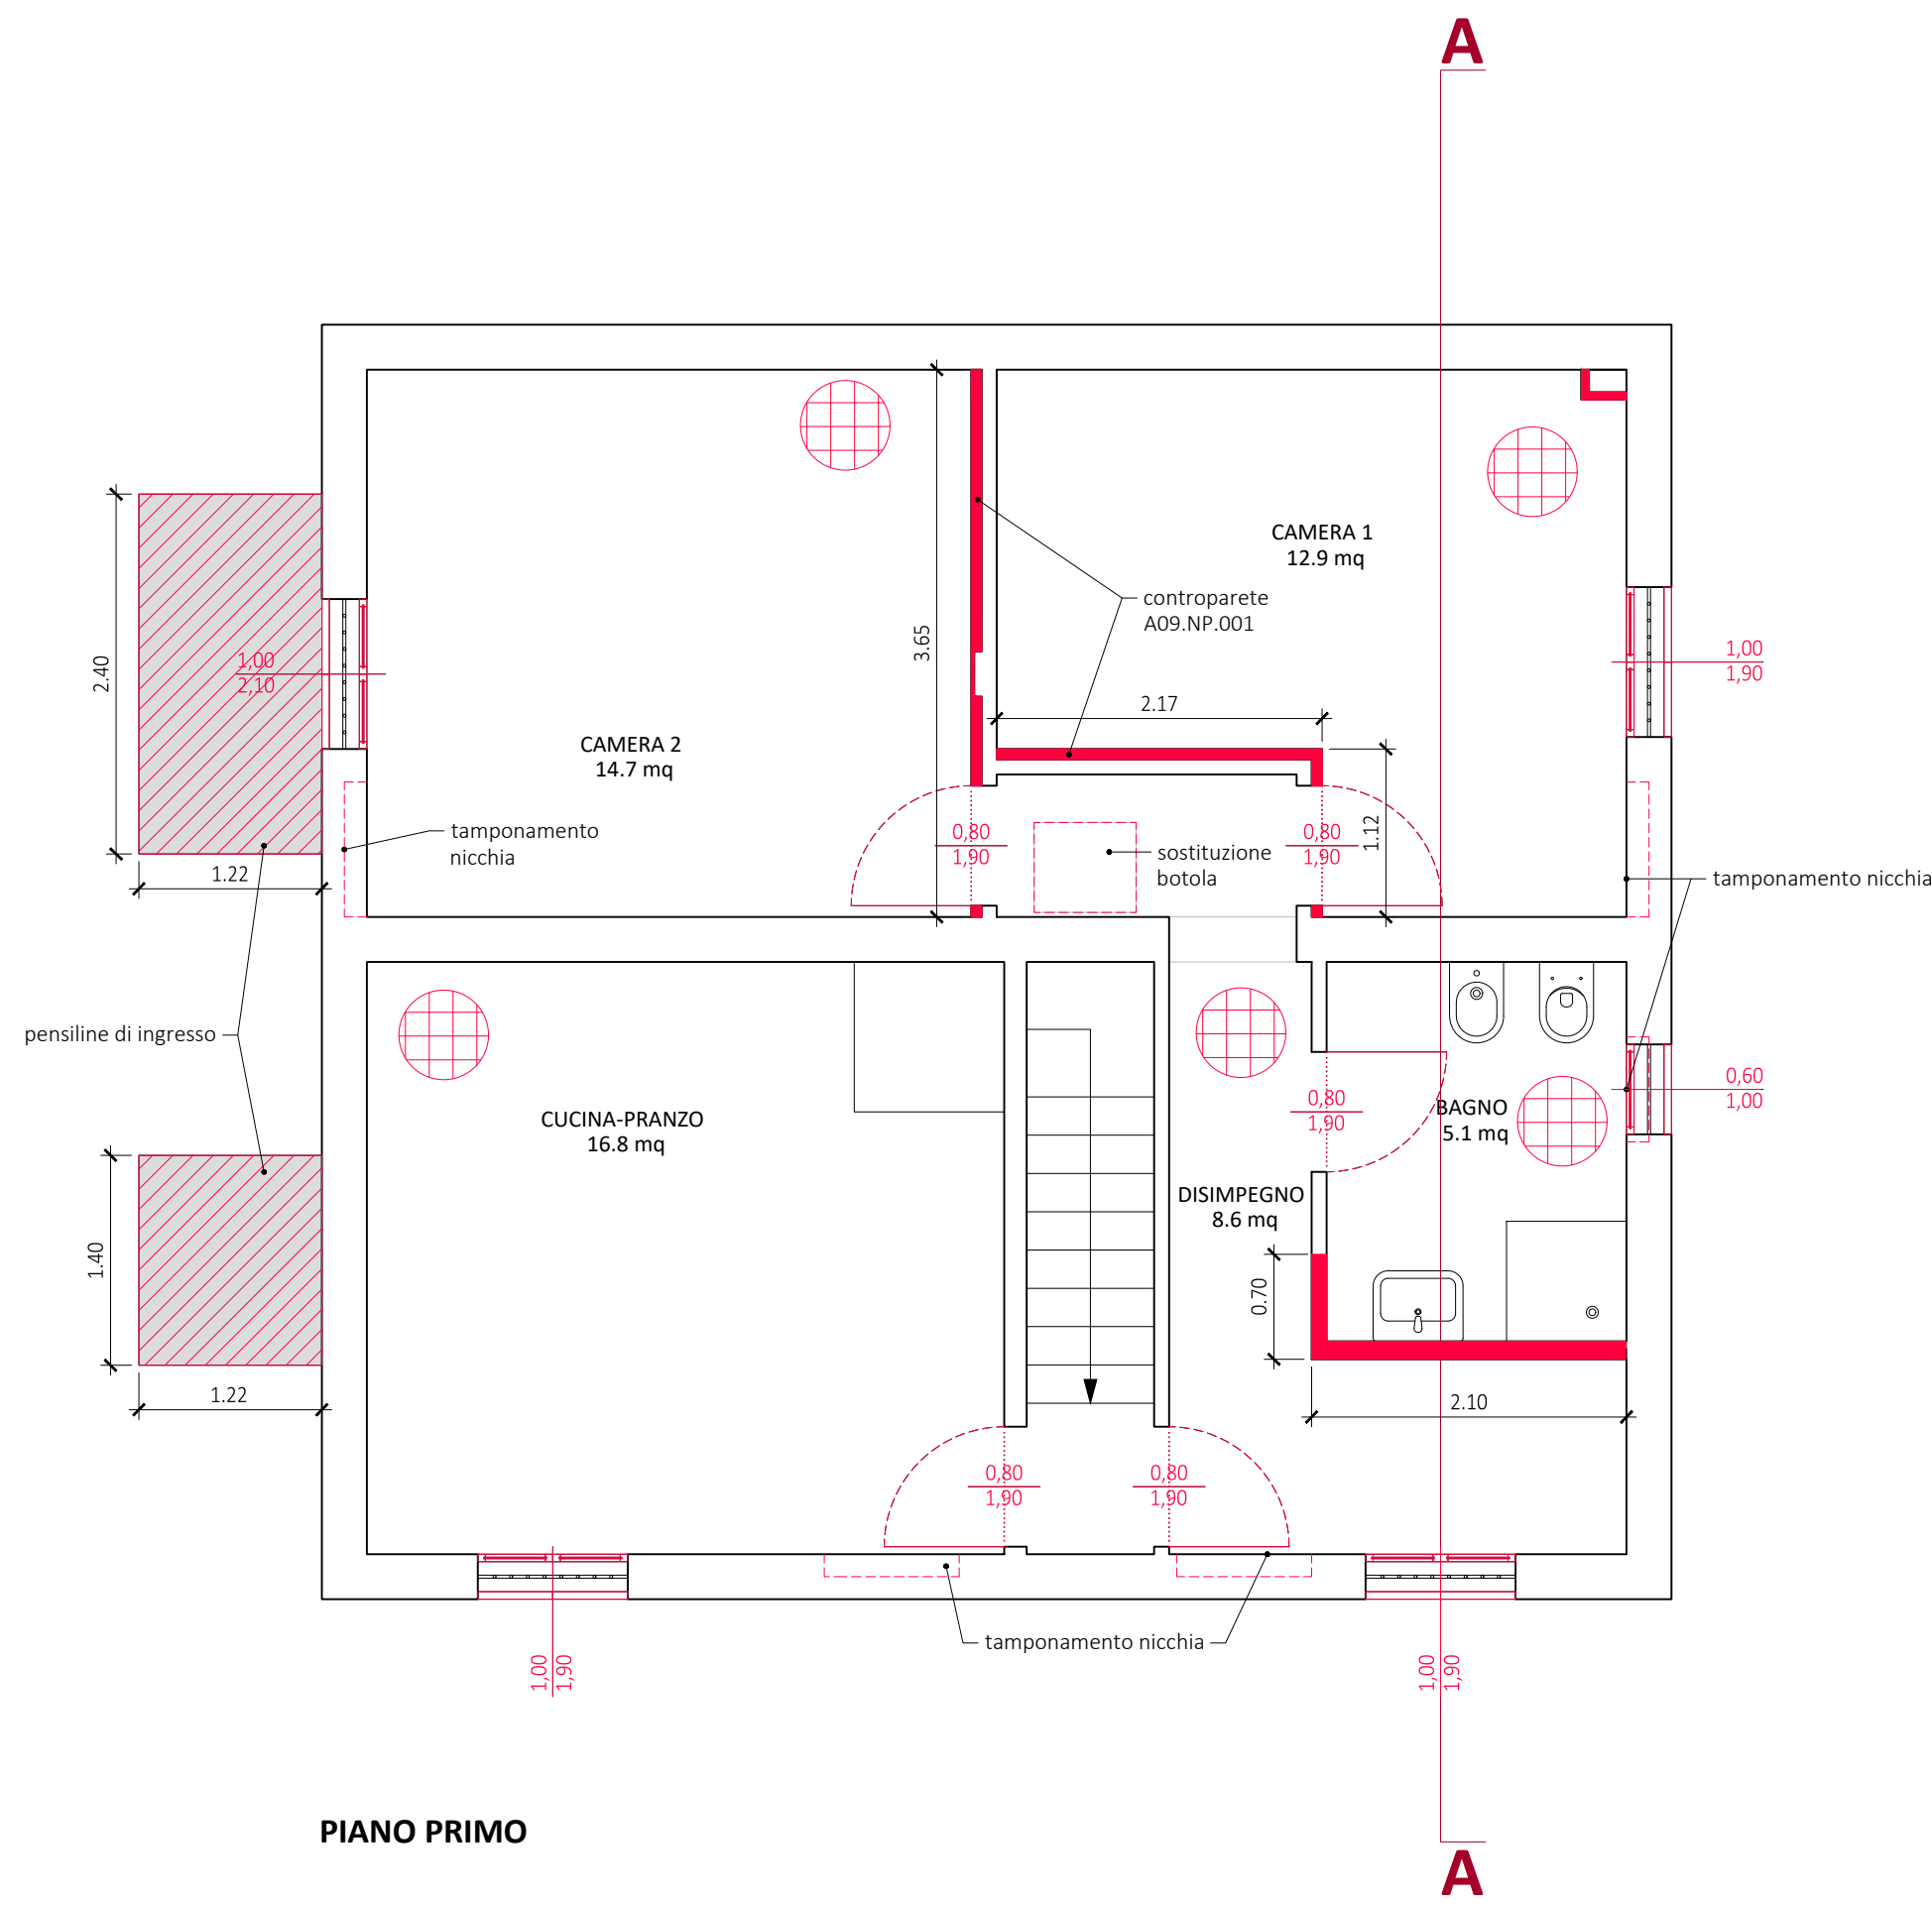 A
CAMERA 1
12.9 mq
controparete
A09.NP.001
2.40
3.65
1,00
2,10
1,00
1,90
2.17
CAMERA 2
14.7 mq
tamponamento
nicchia
0,80
1,90
sostituzione
botola
0,80
1,90
1.12
1.22
tamponamento nicchia
pensiline di ingresso
CUCINA-PRANZO
16.8 mq
0,80
1,90
BAGNO
5.1 mq
0,60
1,00
DISIMPEGNO
8.6 mq
1.40
0.70
1.22
2.10
0,80
1,90
0,80
1,90
tamponamento nicchia
1,00
1,90
1,00
1,90
PIANO PRIMO
A